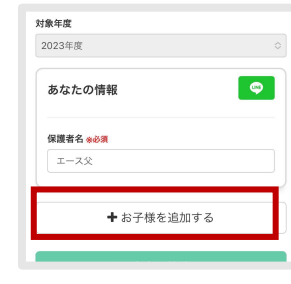 対象年度
2023年度
あなたの情報
LINE
保護者名 ※必須
エース父
+ お子様を追加する